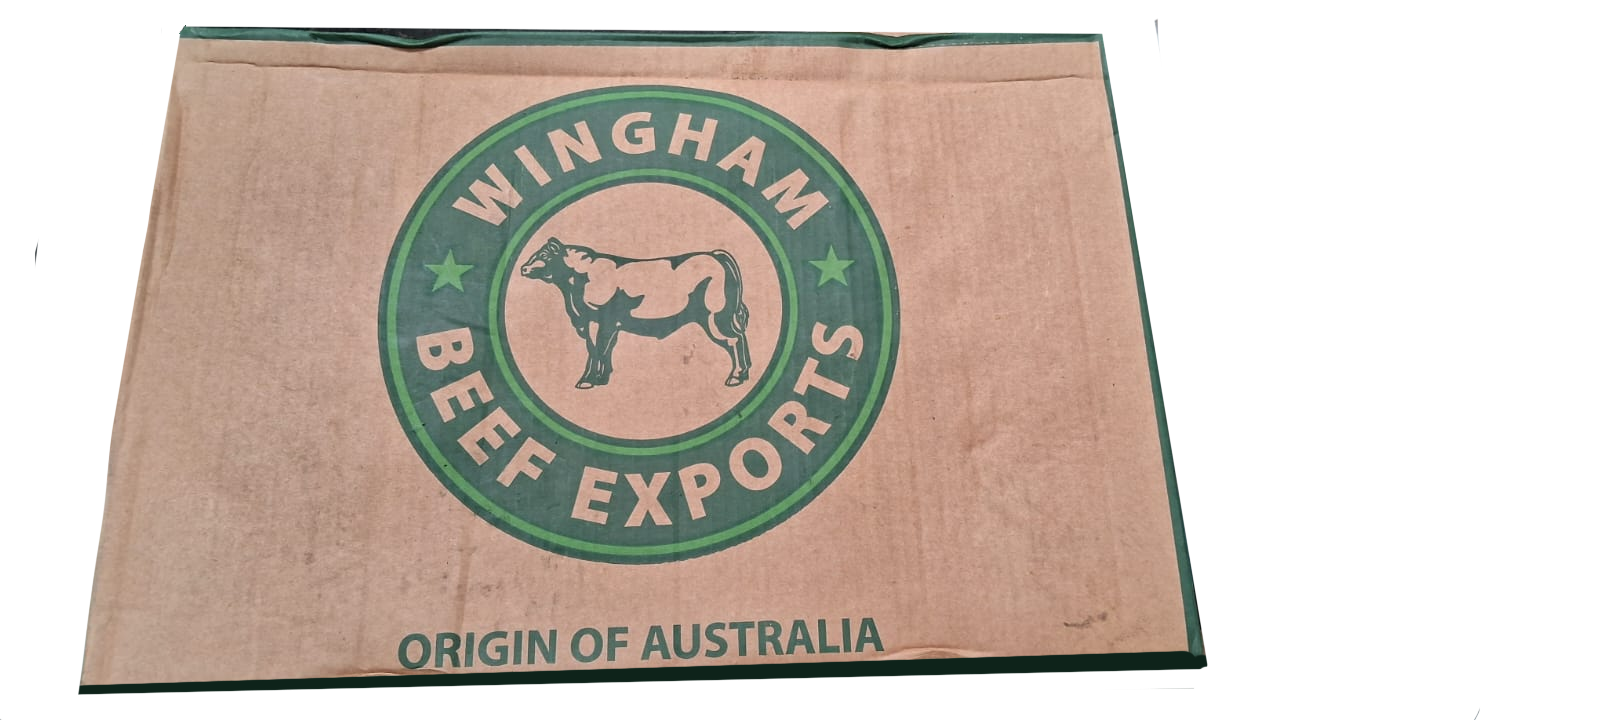 WINGHAM
BEEF EXPORTS
ORIGIN OF AUSTRALIA